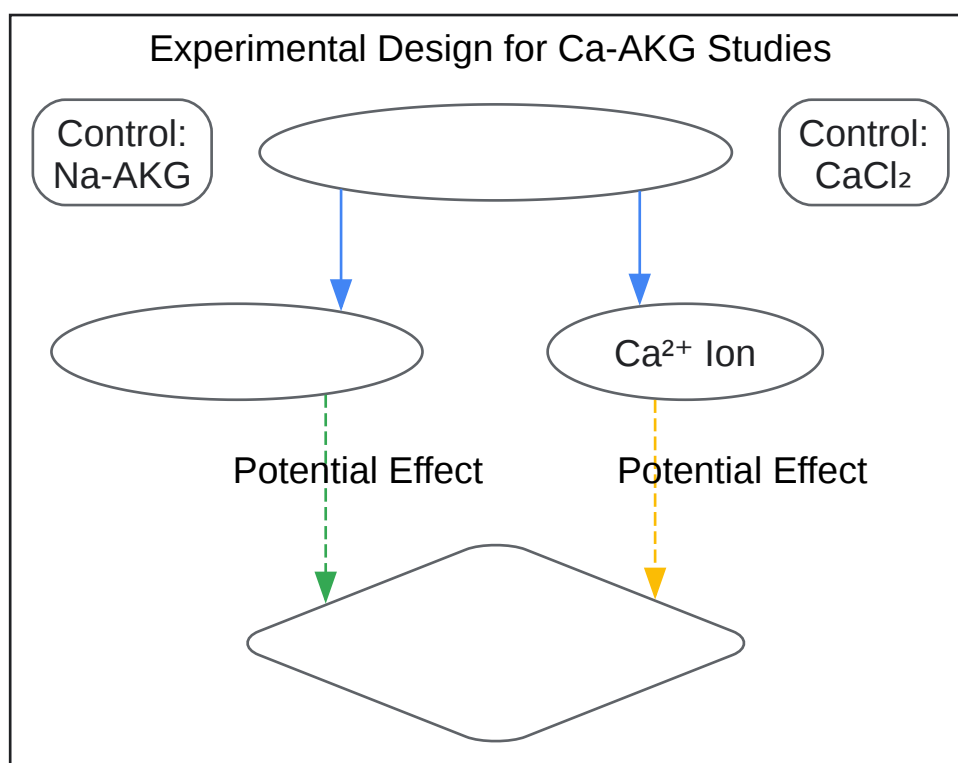 Experimental Design for Ca-AKG Studies
Control:
Na-AKG
Control:
CaCl₂
Ca²⁺ Ion
Potential Effect
Potential Effect